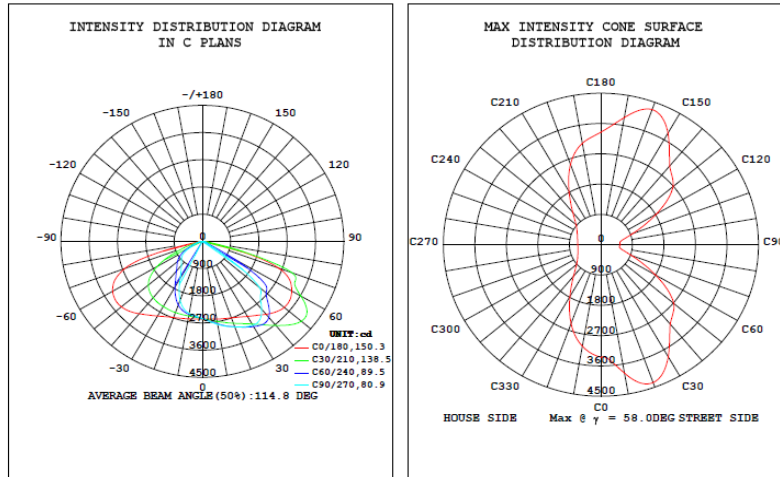 INTENSITY DISTRIBUTION DIAGRAM
IN C PLANS
-/+180
-150
150
-120
120
-90
90
-60
60
-30
30
0
0
900
1800
2700
3600
4500
UNIT:cd
C0/180,150.3
C30/210,138.5
C60/240,89.5
C90/270,80.9
AVERAGE BEAM ANGLE(50%):114.8 DEG
MAX INTENSITY CONE SURFACE
DISTRIBUTION DIAGRAM
C180
C210
C150
C240
C120
C270
C90
C300
C60
C330
C30
C0
0
900
1800
2700
3600
4500
HOUSE SIDE Max @ γ = 58.0DEG STREET SIDE